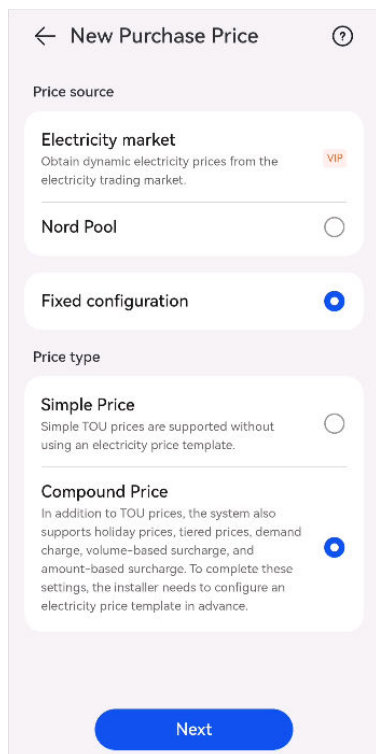 New Purchase Price
Price source
Electricity market
Obtain dynamic electricity prices from the
electricity trading market.
VIP
Nord Pool
Fixed configuration
Price type
Simple Price
Simple TOU prices are supported without
using an electricity price template.
Compound Price
In addition to TOU prices, the system also
supports holiday prices, tiered prices, demand
charge, volume-based surcharge, and
amount-based surcharge. To complete these
settings, the installer needs to configure an
electricity price template in advance.
Next